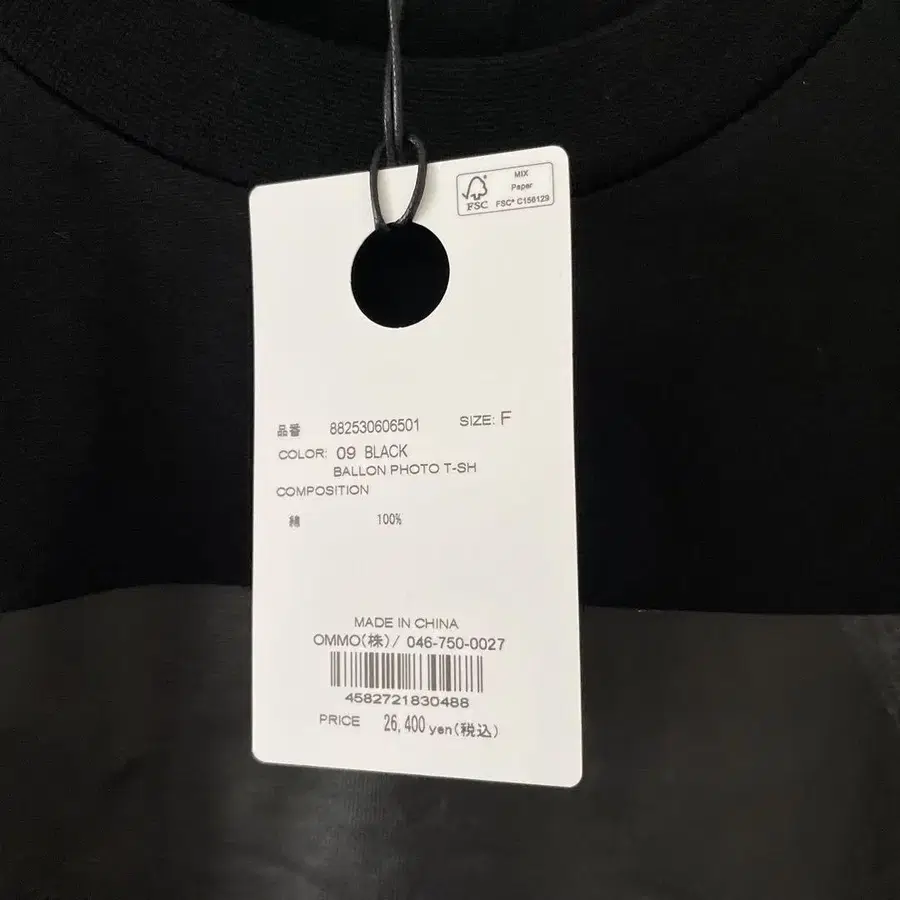 MIX
Paper
FSC
FSC® C156129
品番 882530606501 SIZE: F
COLOR: 09 BLACK
BALLON PHOTO T-SH
COMPOSITION
綿 100%
MADE IN CHINA
OMMO(株)/ 046-750-0027
4582721830488
PRICE 26,400 yen(税込)